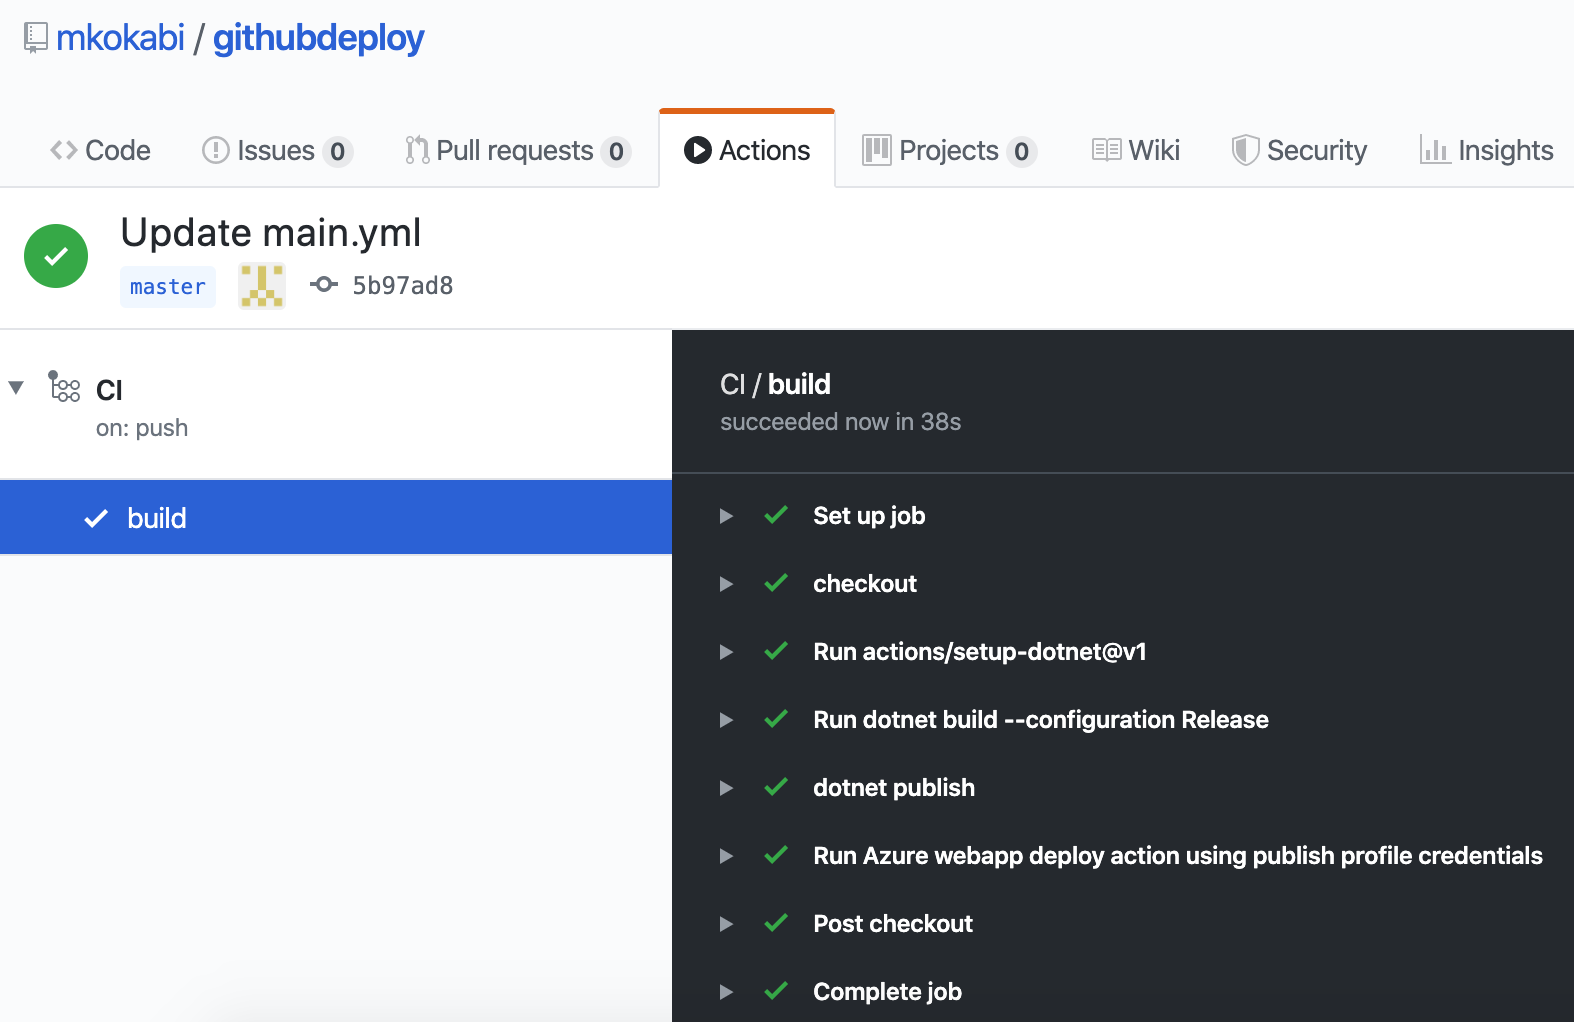 mkokabi / githubdeploy
Code Issues 0 Pull requests 0 Actions Projects 0 Wiki Security Insights
Update main.yml
master 5b97ad8
CI
on: push
build
CI / build
succeeded now in 38s
Set up job
checkout
Run actions/setup-dotnet@v1
Run dotnet build --configuration Release
dotnet publish
Run Azure webapp deploy action using publish profile credentials
Post checkout
Complete job